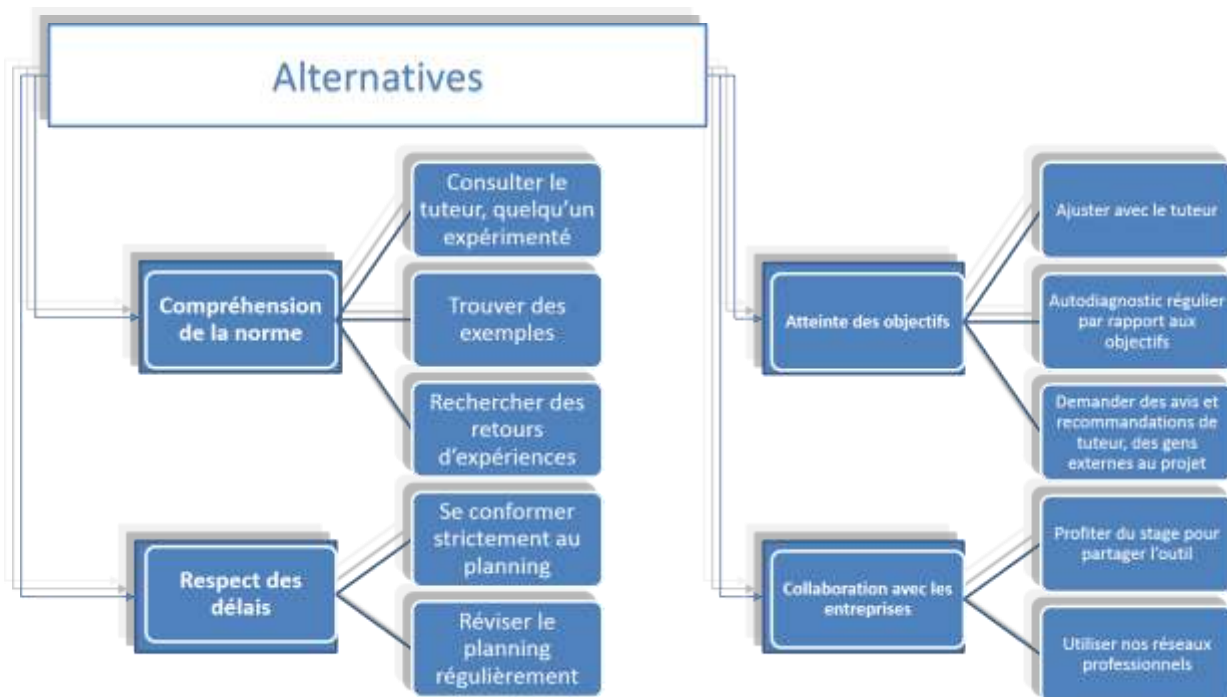 Alternatives
Compréhension
de la norme
Consulter le
tuteur, quelqu'un
expérimenté
Trouver des
exemples
Rechercher des
retours
d'expériences
Respect des
délais
Se conformer
strictement au
planning
Réviser le
planning
régulièrement
Atteinte des objectifs
Ajuster avec le tuteur
Autodiagnostic régulier
par rapport aux
objectifs
Demander des avis et
recommandations de
tuteur, des gens
externes au projet
Collaboration avec les
entreprises
Profiter du stage pour
partager l'outil
Utiliser nos réseaux
professionnels